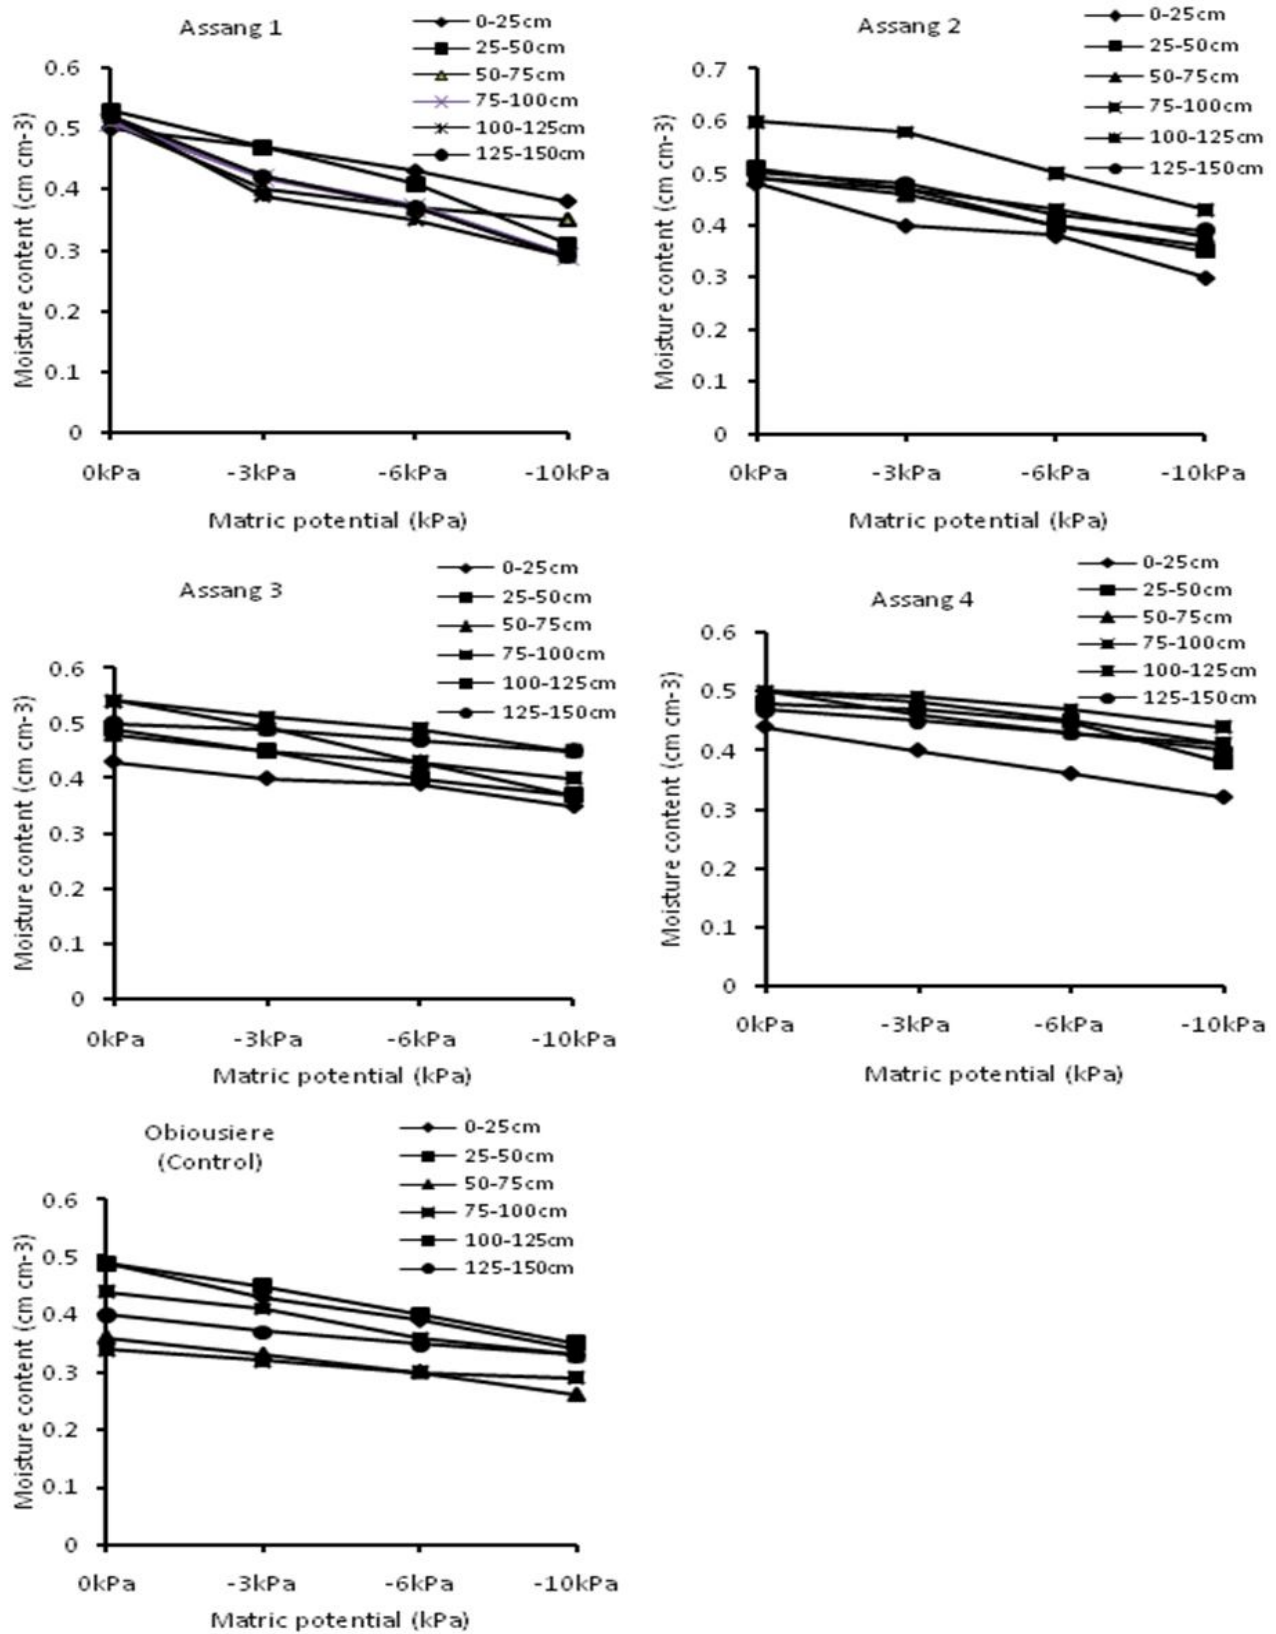 Assang 1
0-25cm
25-50cm
50-75cm
75-100cm
100-125cm
125-150cm
0.6
0.5
0.4
0.3
0.2
0.1
0
Moisture content (cm cm-3)
0kPa -3kPa -6kPa -10kPa
Matric potential (kPa)
Assang 2
0-25cm
25-50cm
50-75cm
75-100cm
100-125cm
125-150cm
0.7
0.6
0.5
0.4
0.3
0.2
0.1
0
Moisture content (cm cm-3)
0kPa -3kPa -6kPa -10kPa
Matric potential (kPa)
Assang 3
0-25cm
25-50cm
50-75cm
75-100cm
100-125cm
125-150cm
0.6
0.5
0.4
0.3
0.2
0.1
0
Moisture content (cm cm-3)
0kPa -3kPa -6kPa -10kPa
Matric potential (kPa)
Assang 4
0-25cm
25-50cm
50-75cm
75-100cm
100-125cm
125-150cm
0.6
0.5
0.4
0.3
0.2
0.1
0
Moisture content (cm cm-3)
0kPa -3kPa -6kPa -10kPa
Matric potential (kPa)
Obiousiere
(Control)
0-25cm
25-50cm
50-75cm
75-100cm
100-125cm
125-150cm
0.6
0.5
0.4
0.3
0.2
0.1
0
Moisture content (cm cm-3)
0kPa -3kPa -6kPa -10kPa
Matric potential (kPa)